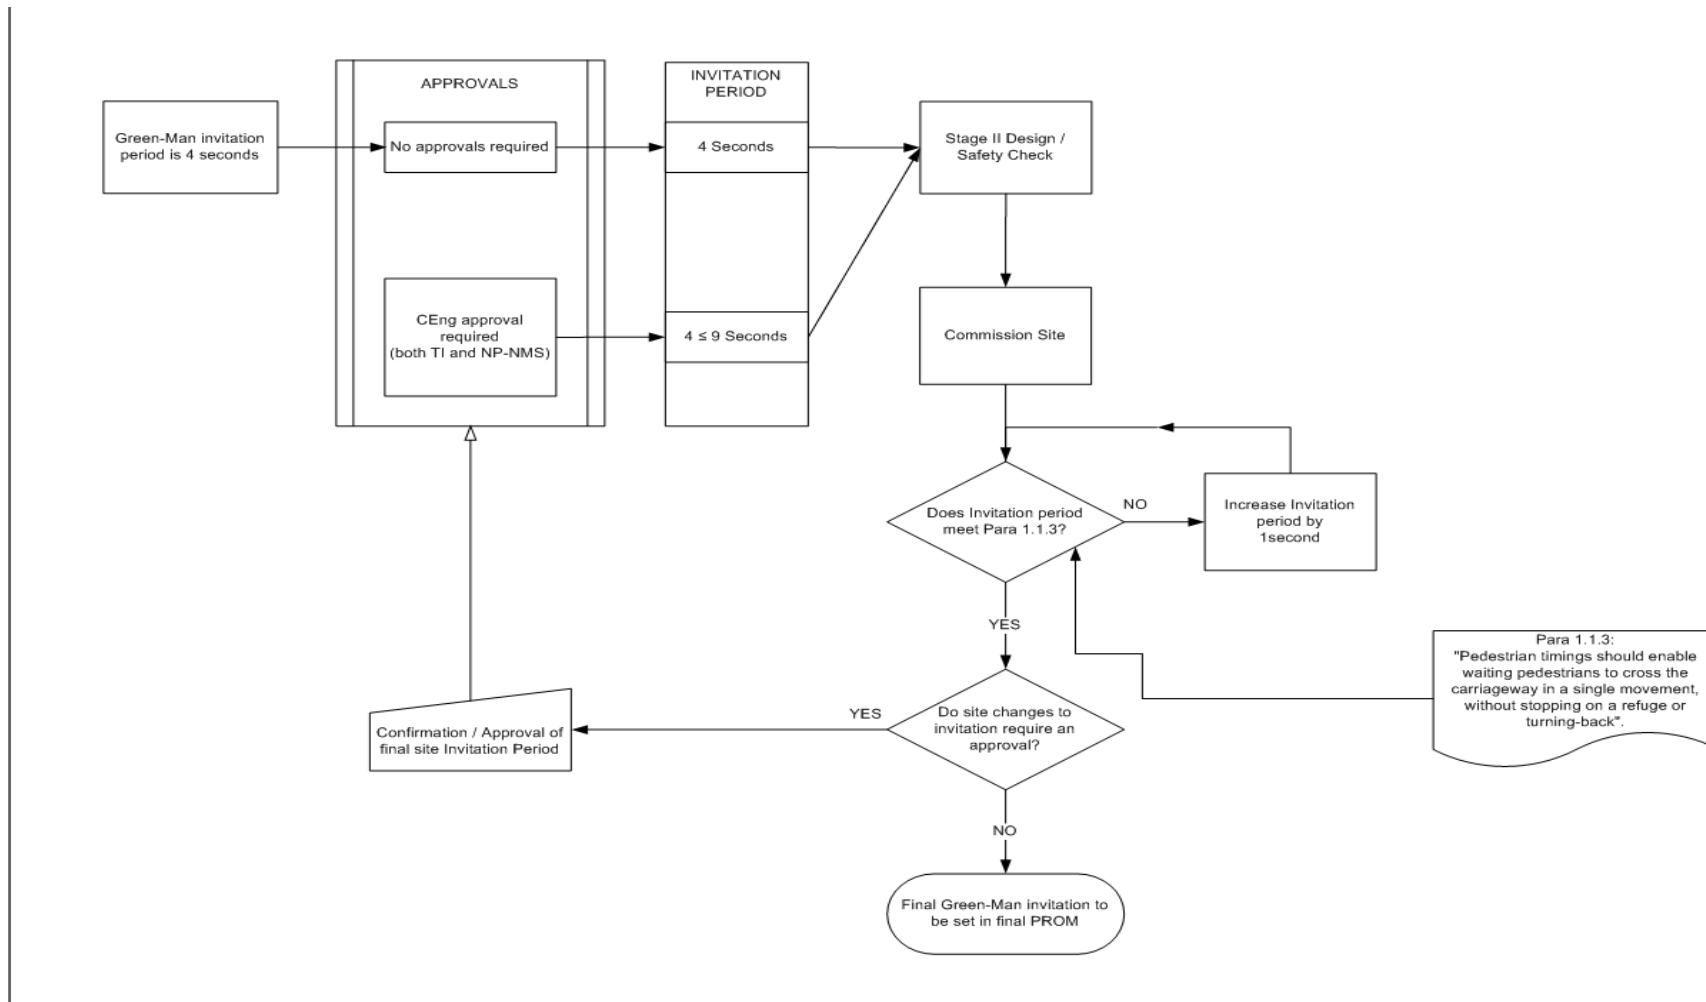 APPROVALS
INVITATION
PERIOD
Green-Man invitation
period is 4 seconds
No approvals required
4 Seconds
Stage II Design /
Safety Check
CEng approval
required
(both TI and NP-NMS)
4 ≤ 9 Seconds
Commission Site
Does Invitation period
meet Para 1.1.3?
NO
Increase Invitation
period by
1second
YES
Para 1.1.3:
"Pedestrian timings should enable
waiting pedestrians to cross the
carriageway in a single movement,
without stopping on a refuge or
turning-back".
Do site changes to
invitation require an
approval?
YES
Confirmation / Approval of
final site Invitation Period
NO
Final Green-Man invitation to
be set in final PROM